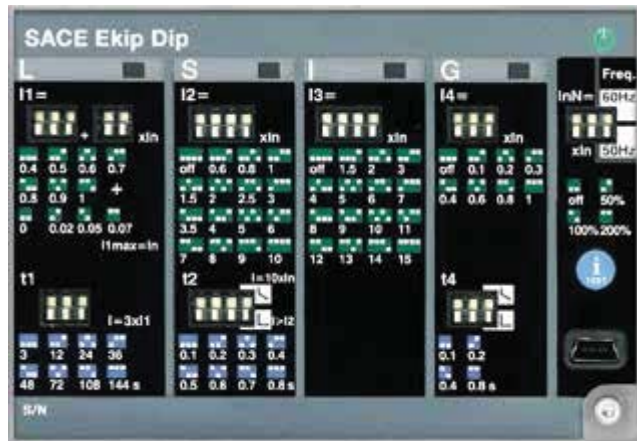 SACE Ekip Dip
L
I1=
+
xIn
0.4 0.5 0.6 0.7
+
0.8 0.9 1
0 0.02 0.05 0.07
I1max=In
t1
I=3xI1
3 12 24 36
48 72 108 144 s
S
I2=
xIn
off 0.6 0.8 1
1.5 2 2.5 3
3.5 4 5 6
7 8 9 10
t2
I=10xIn
I>I2
0.1 0.2 0.3 0.4
0.5 0.6 0.7 0.8s
I
I3=
xIn
off 1.5 2 3
4 5 6 7
8 9 10 11
12 13 14 15
G
I4=
xIn
off 0.1 0.2 0.3
0.4 0.6 0.8 1
t4
0.1 0.2
0.4 0.8s
Freq.
InN= 60Hz
xIn 50Hz
off 50%
100% 200%
i
TEST
S/N